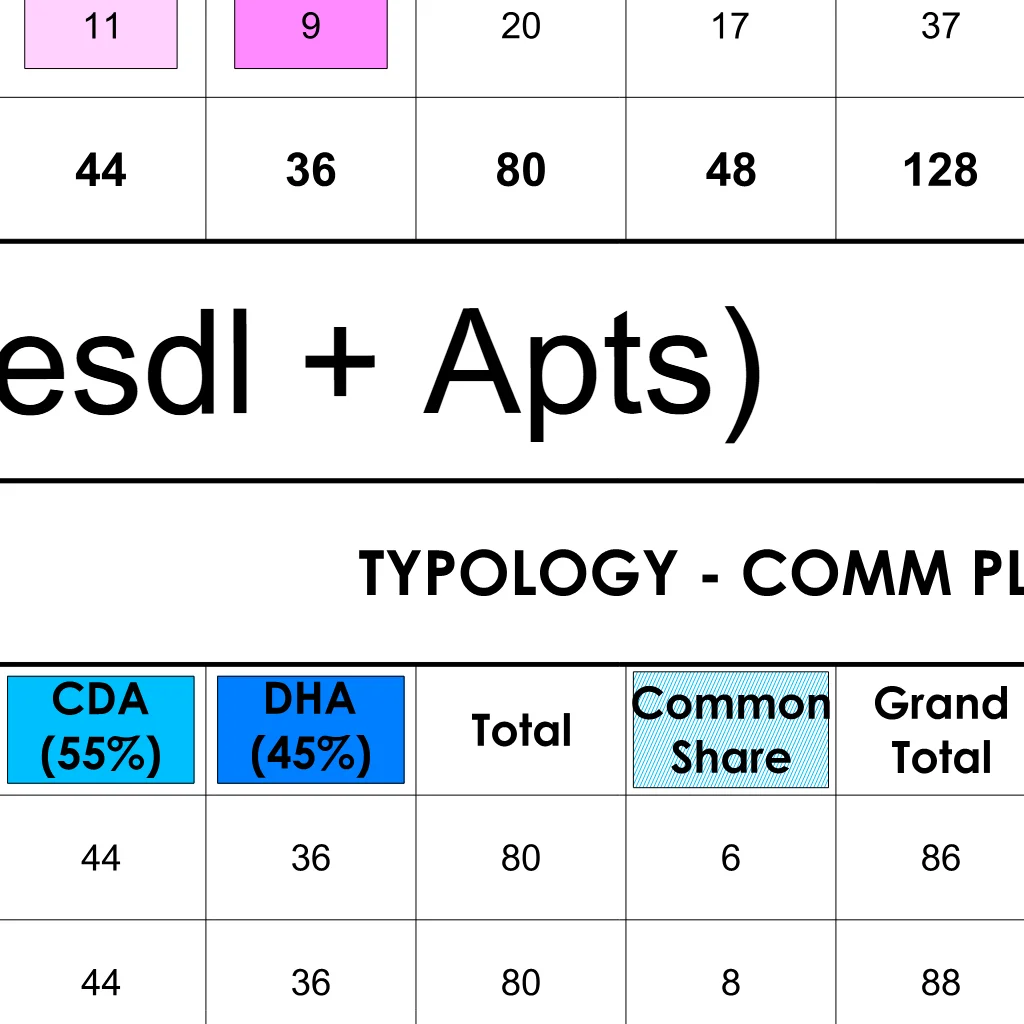 11 9 20 17 37
44 36 80 48 128
esdl + Apts)
TYPOLOGY - COMM PL
CDA (55%) DHA (45%) Total Common Share Grand Total
44 36 80 6 86
44 36 80 8 88